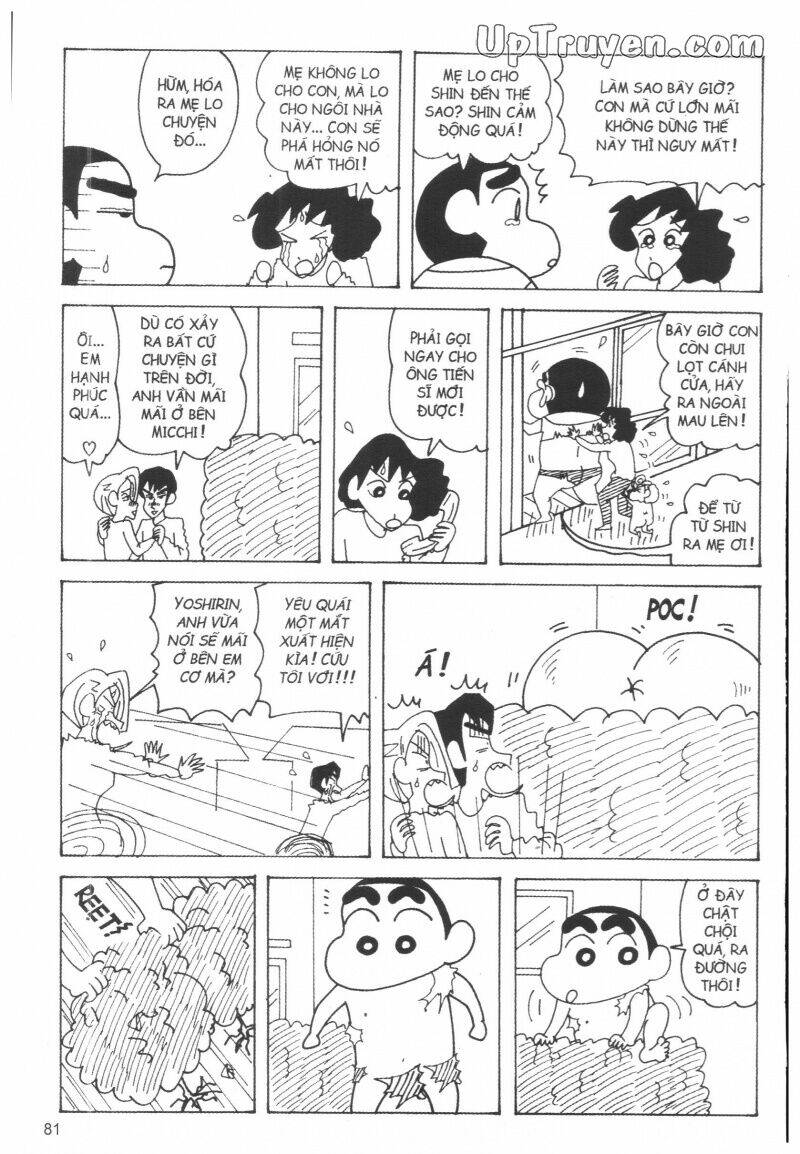 UpTruyen.com
LÀM SAO BÂY GIỜ?
CON MÀ CỨ LỚN MÃI
KHÔNG DỪNG THẾ
NÀY THÌ NGUY MẤT!
MẸ LO CHO
SHIN ĐẾN THẾ
SAO? SHIN CẢM
ĐỘNG QUÁ!
MẸ KHÔNG LO
CHO CON, MÀ LO
CHO NGÔI NHÀ
NÀY... CON SẼ
PHÁ HỎNG NÓ
MẤT THÔI!
HỪM, HÓA
RA MẸ LO
CHUYỆN
ĐÓ...
BÂY GIỜ CON
CÒN CHUI
LỌT CÁNH
CỬA, HÃY
RA NGOÀI
MAU LÊN!
ĐỂ TỪ
TỪ SHIN
RA MẸ ƠI!
PHẢI GỌI
NGAY CHO
ÔNG TIẾN
SĨ MỚI
ĐƯỢC!
DÙ CÓ XẢY
RA BẤT CỨ
CHUYỆN GÌ
TRÊN ĐỜI,
ANH VẪN MÃI
MÃI Ở BÊN
MICCHI!
ÔI...
EM
HẠNH
PHÚC
QUÁ...
POC!
Á!
YÊU QUÁI
MỘT MẮT
XUẤT HIỆN
KÌA! CỨU
TÔI VỚI!!!
YOSHIRIN,
ANH VỪA
NÓI SẼ MÃI
Ở BÊN EM
CƠ MÀ?
Ở ĐÂY
CHẬT
CHỘI
QUÁ, RA
ĐƯỜNG
THÔI!
REETS
81